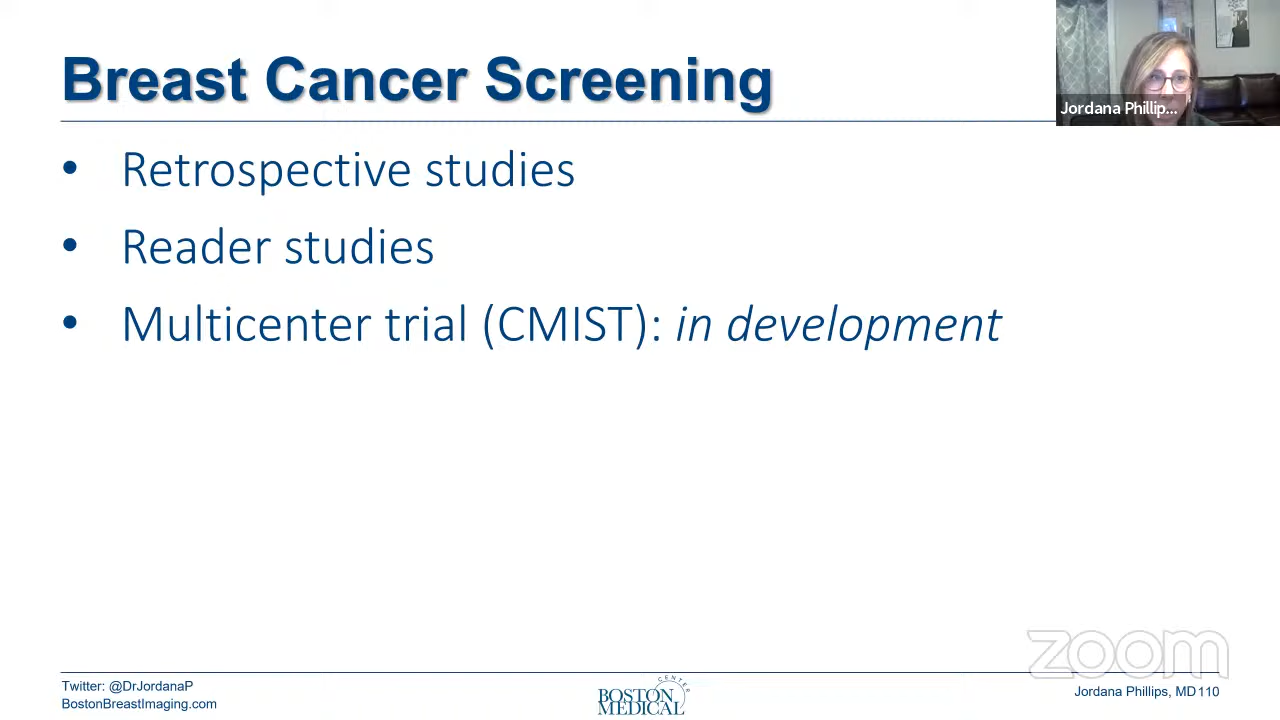 Breast Cancer Screening
Jordana Phillip...
• Retrospective studies
• Reader studies
• Multicenter trial (CMIST): in development
zoom
Twitter: @DrJordanaP
BostonBreastImaging.com
BOSTON
MEDICAL
CENTER
Jordana Phillips, MD 110